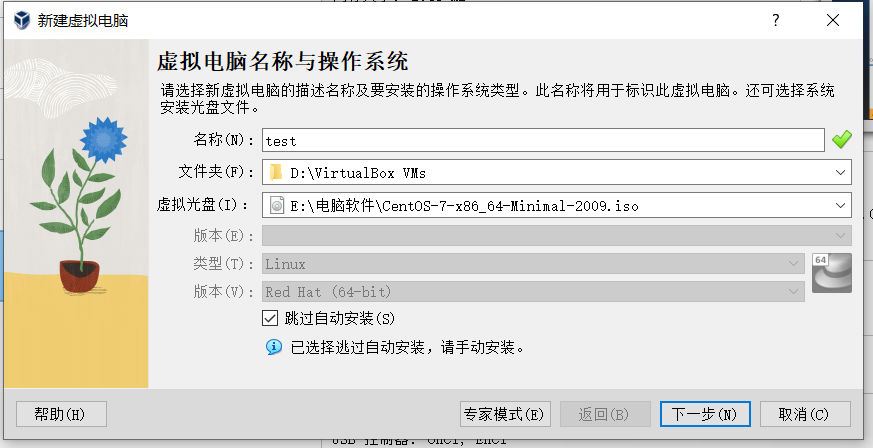 新建虚拟电脑
?
虚拟电脑名称与操作系统
请选择新虚拟电脑的描述名称及要安装的操作系统类型。此名称将用于标识此虚拟电脑。还可选择系统
安装光盘文件。
名称(N): test
文件夹(F): D:\VirtualBox VMs
虚拟光盘(I): E:\电脑软件\CentOS-7-x86_64-Minimal-2009.iso
版本(E):
类型(T): Linux
64
版本(V): Red Hat (64-bit)
跳过自动安装(S)
已选择逃过自动安装，请手动安装。
帮助(H) 专家模式(E) 返回(B) 下一步(N) 取消(C)
USB 控制器: OHCI, EHCI